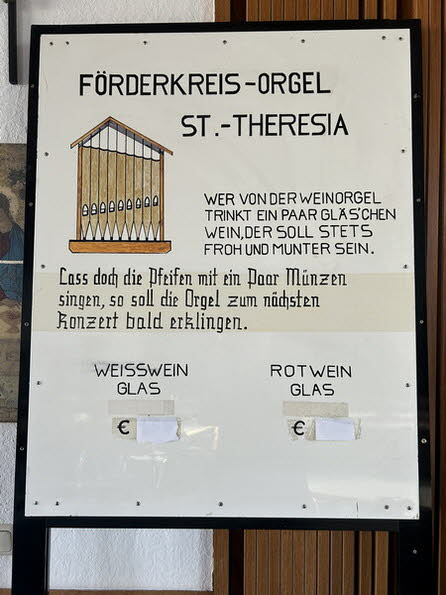 FÖRDERKREIS-ORGEL
ST.-THERESIA
WER VON DER WEINORGEL
TRINKT EIN PAAR GLÄS'CHEN
WEIN,DER SOLL STETS
FROH UND MUNTER SEIN.
Lass doch die Pfeifen mit ein Paar Münzen
singen, so soll die Orgel zum nächsten
Konzert bald erklingen.
WEISSWEIN
GLAS
€
ROTWEIN
GLAS
€